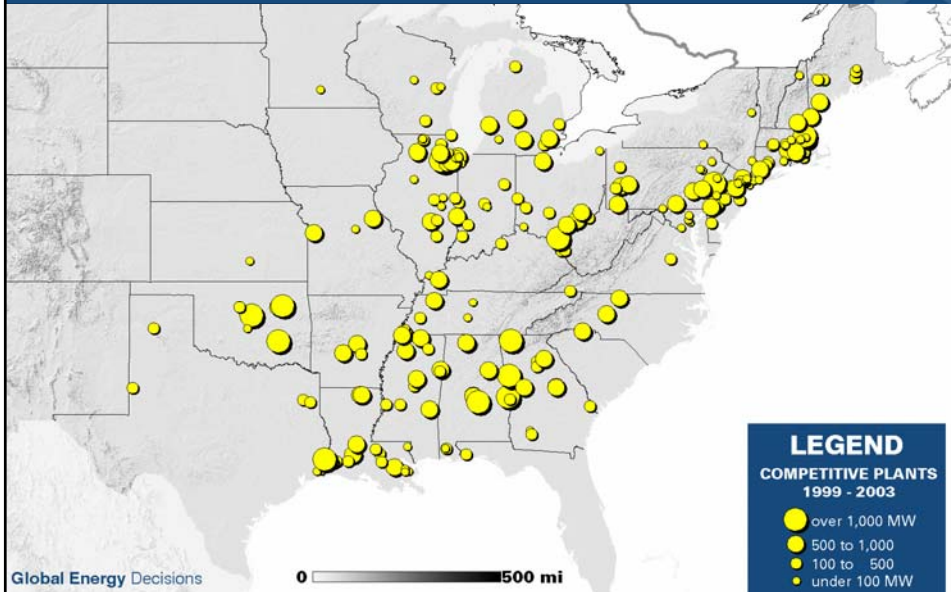 LEGEND
COMPETITIVE PLANTS
1999 - 2003
over 1,000 MW
500 to 1,000
100 to 500
under 100 MW
Global Energy Decisions
0 500 mi